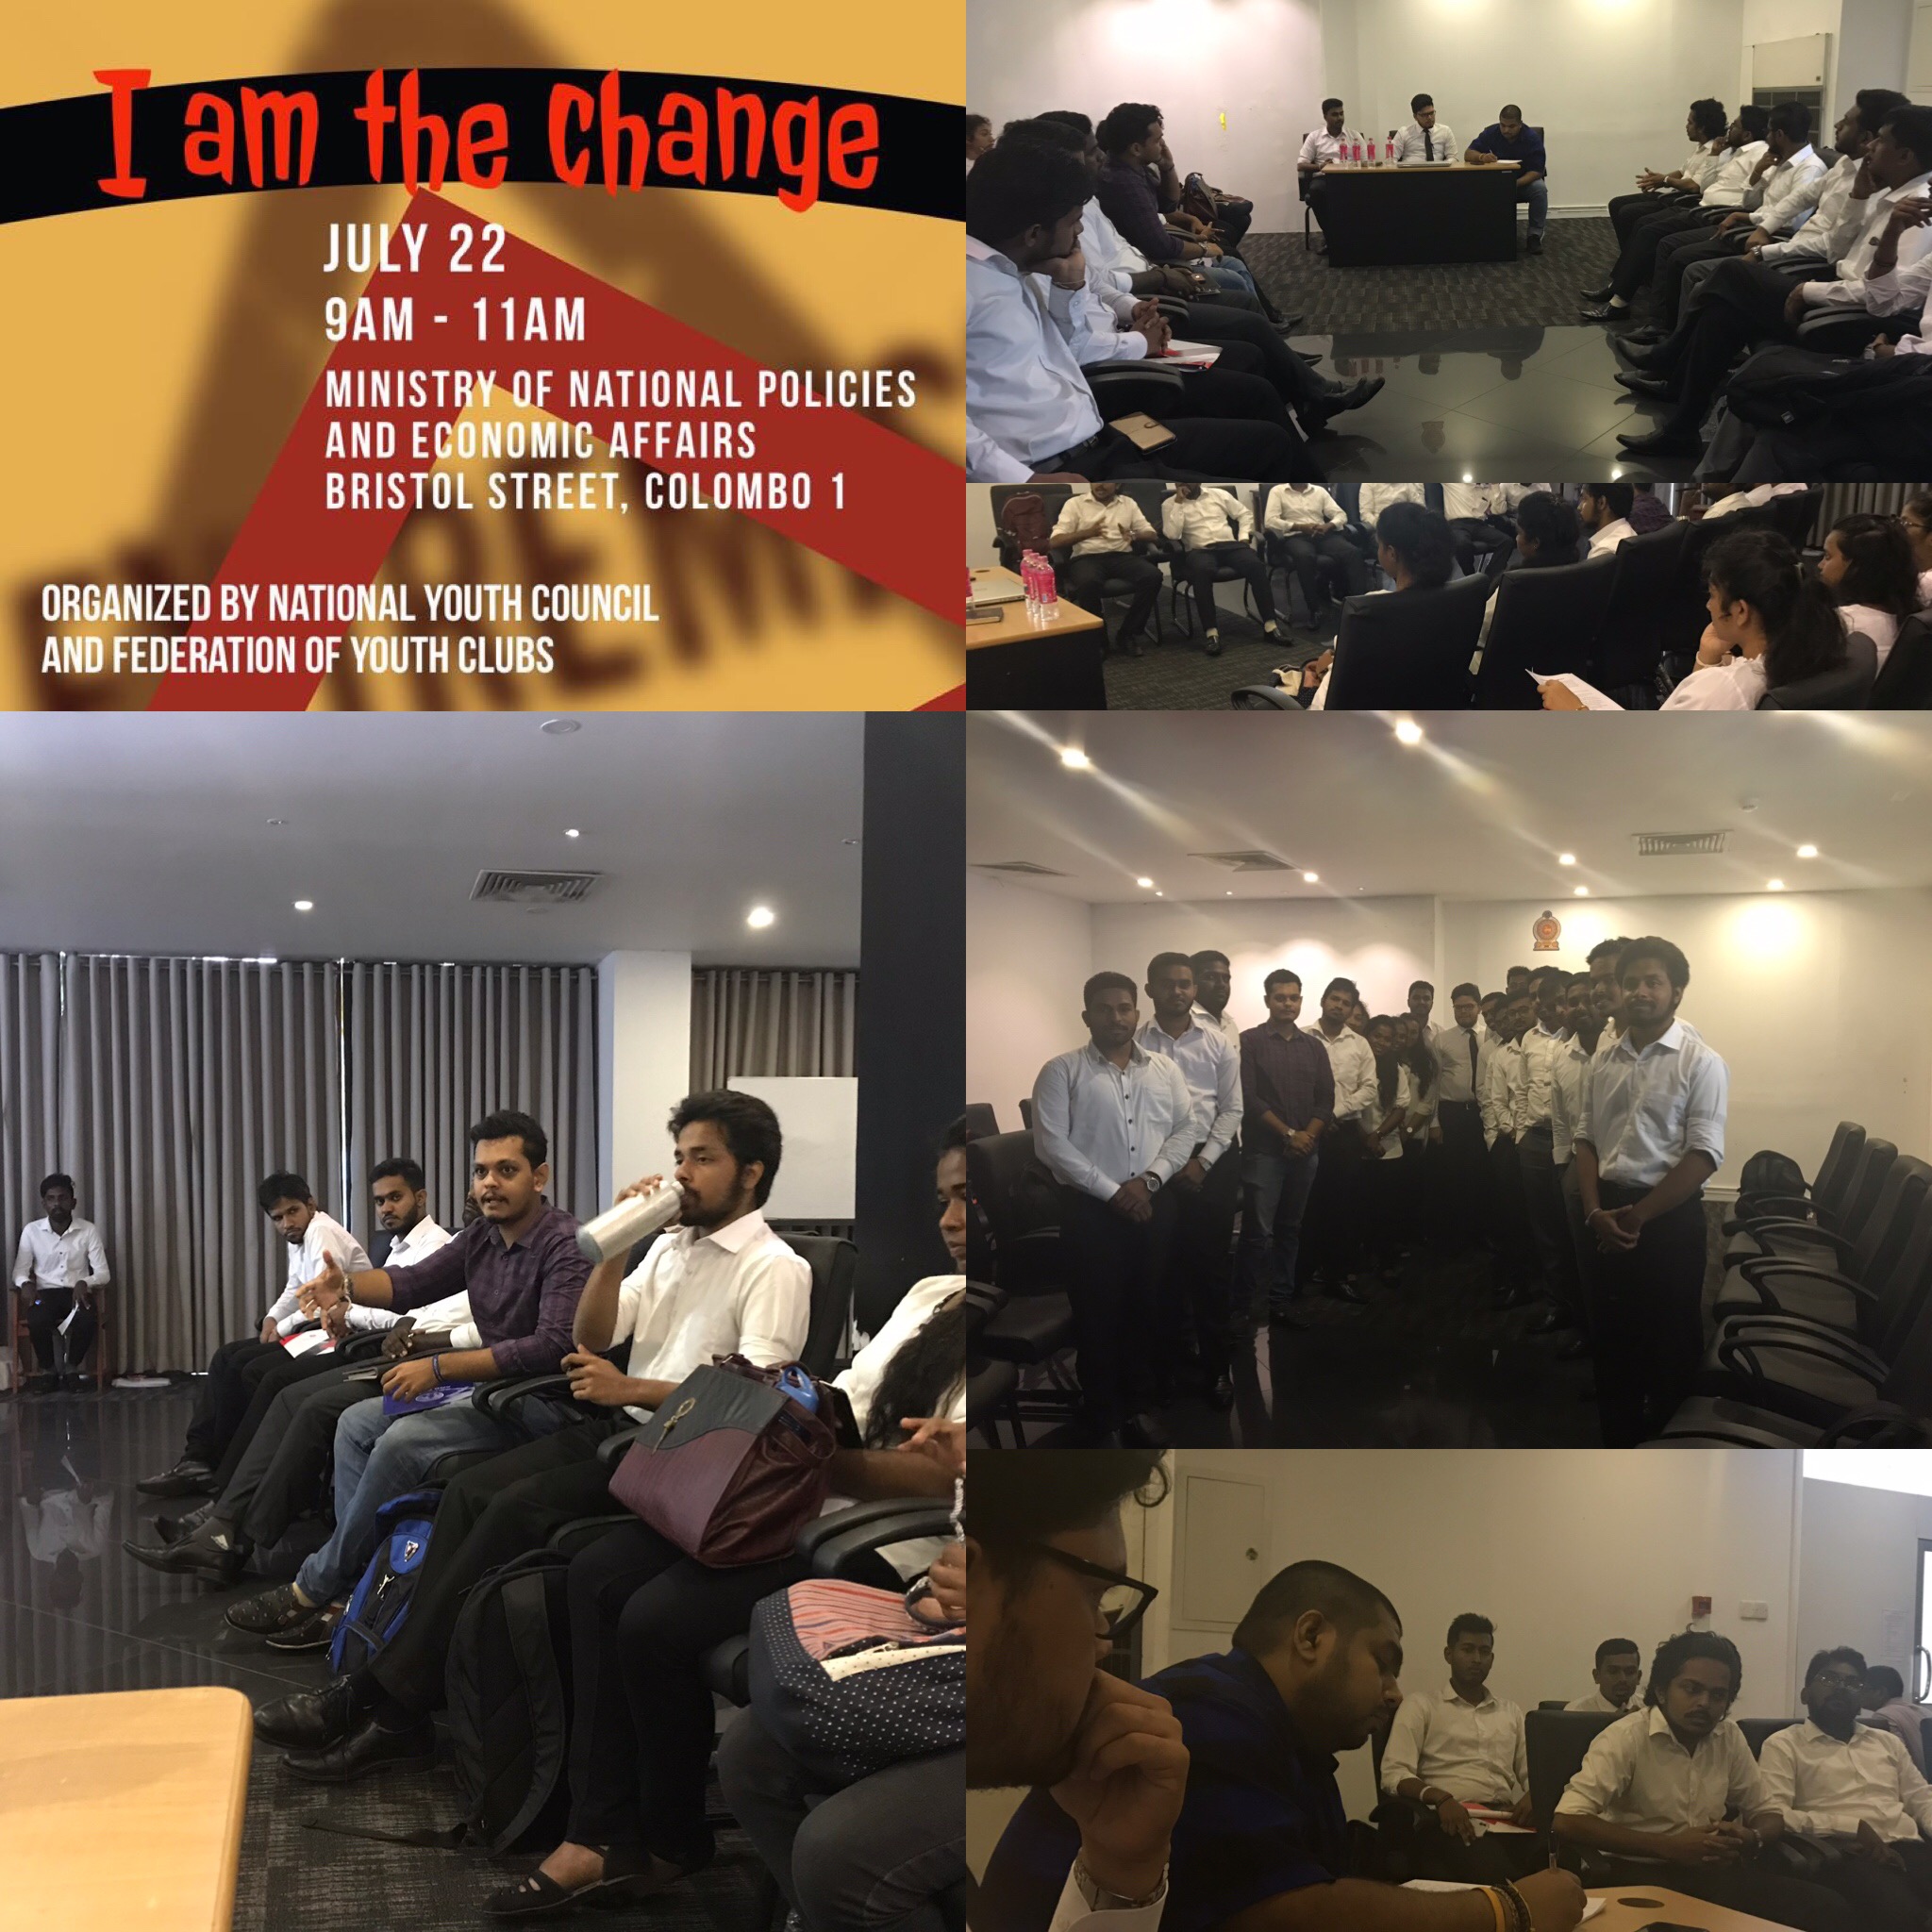 I am the change
JULY 22
9AM - 11AM
MINISTRY OF NATIONAL POLICIES
AND ECONOMIC AFFAIRS
BRISTOL STREET, COLOMBO 1
ORGANIZED BY NATIONAL YOUTH COUNCIL
AND FEDERATION OF YOUTH CLUBS